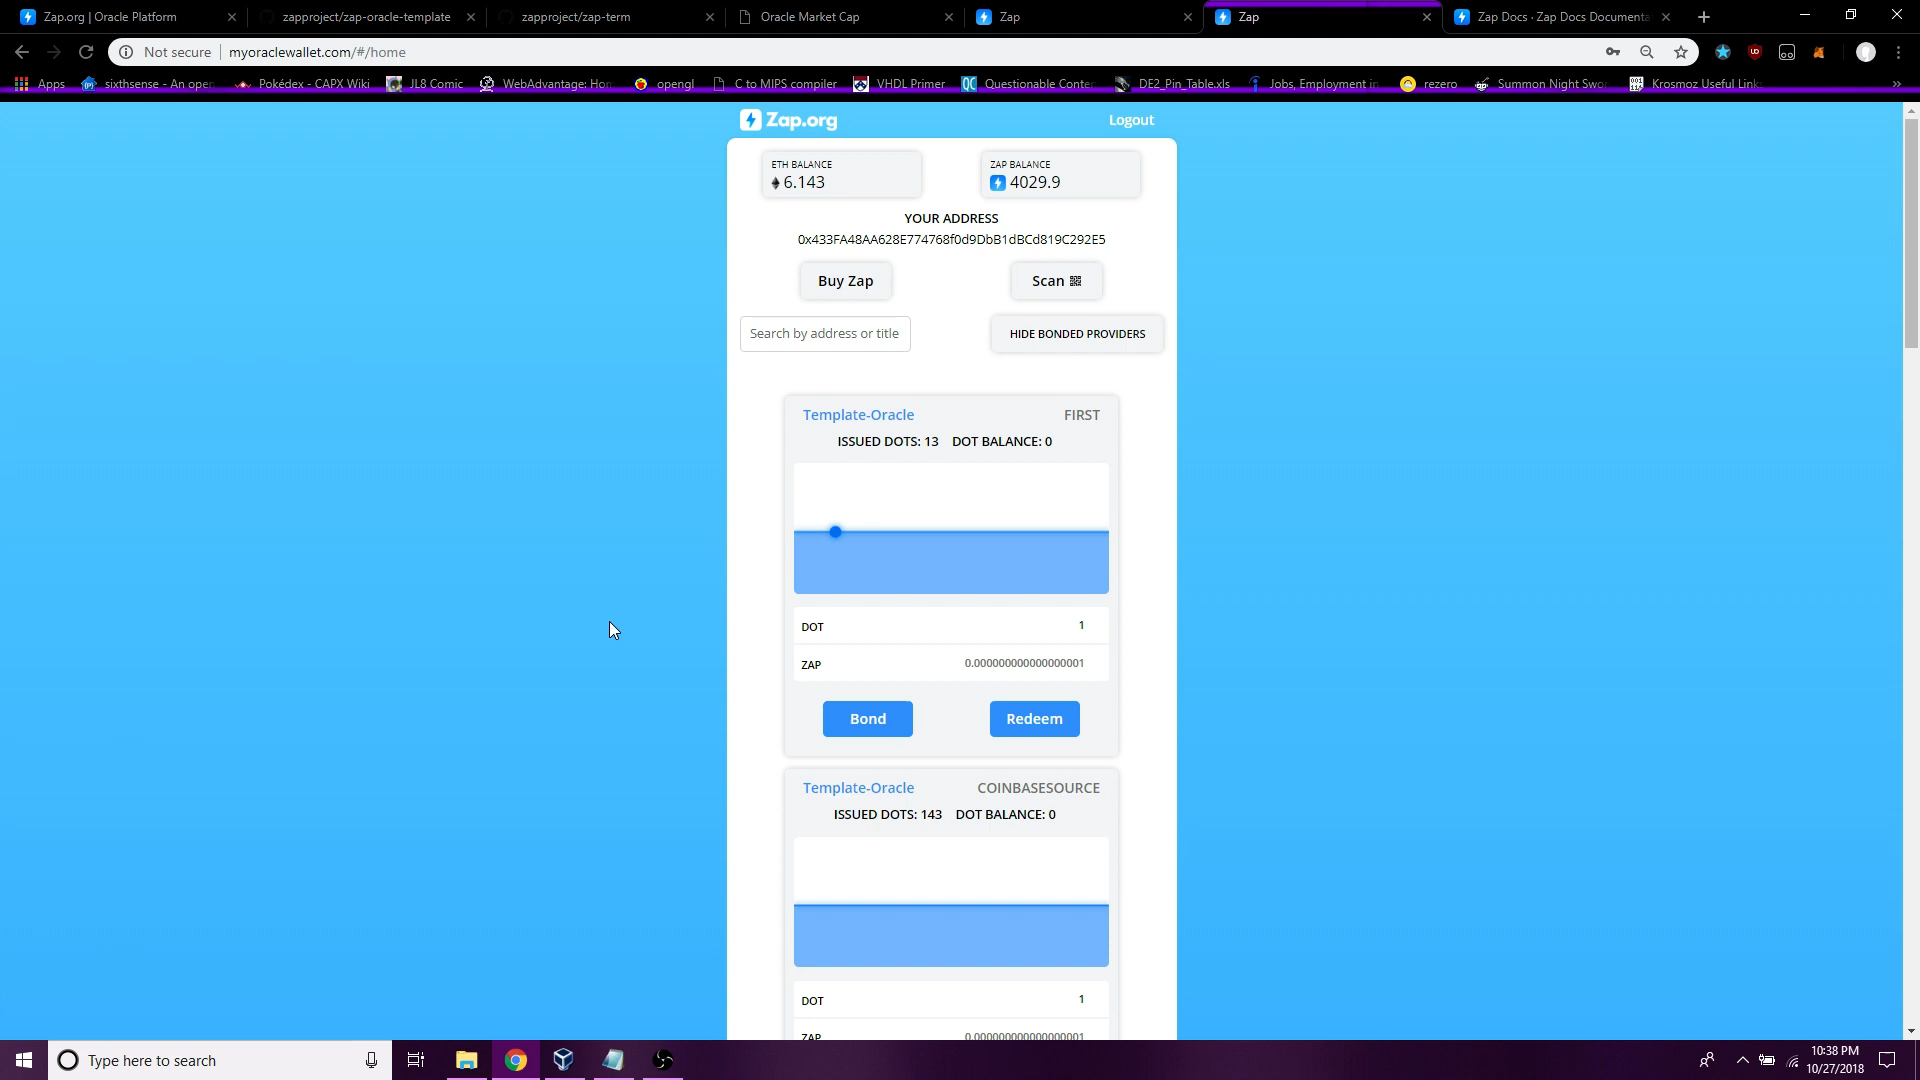 Zap.org | Oracle Platform
zapproject/zap-oracle-template
zapproject/zap-term
Oracle Market Cap
Zap
Zap
Zap Docs · Zap Docs Documenta
Not secure
myoraclewallet.com/#/home
Apps
sixthsense - An open
Pokédex - CAPX Wiki
JL8 Comic
WebAdvantage: Hom
opengl
C to MIPS compiler
VHDL Primer
QC
Questionable Conte
DE2_Pin_Table.xls
Jobs, Employment in
rezero
Summon Night Swo
Krosmoz Useful Link
Zap.org
Logout
ETH BALANCE
6.143
ZAP BALANCE
4029.9
YOUR ADDRESS
0x433FA48AA628E774768f0d9DbB1dBCd819C292E5
Buy Zap
Scan
Search by address or title
HIDE BONDED PROVIDERS
Template-Oracle
FIRST
ISSUED DOTS: 13 DOT BALANCE: 0
DOT
1
ZAP
0.000000000000000001
Bond
Redeem
Template-Oracle
COINBASESOURCE
ISSUED DOTS: 143 DOT BALANCE: 0
DOT
1
ZAP
0.000000000000000001
Type here to search
10:38 PM
10/27/2018